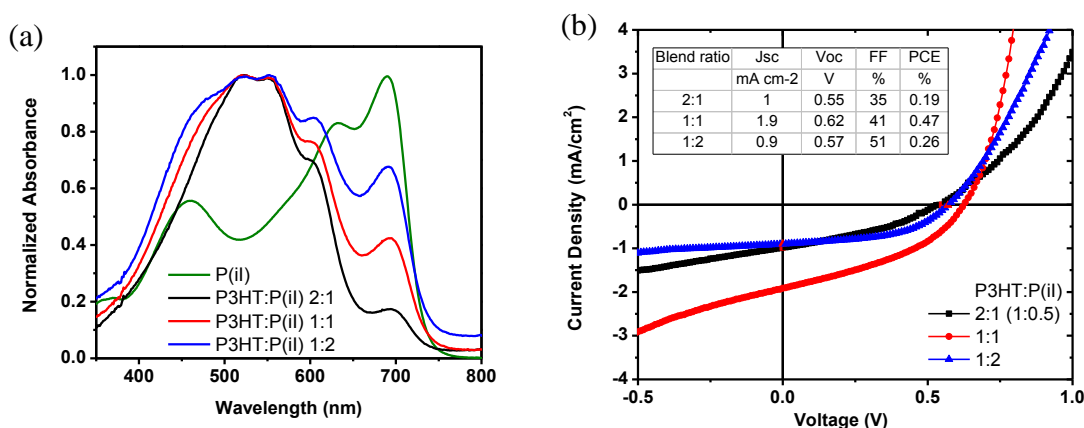 (a)
Normalized Absorbance
1.0
0.8
0.6
0.4
0.2
0.0
P(iI)
P3HT:P(iI) 2:1
P3HT:P(iI) 1:1
P3HT:P(iI) 1:2
400 500 600 700 800
Wavelength (nm)
(b)
Current Density (mA/cm²)
4
3
2
1
0
-1
-2
-3
-4
Blend ratio Jsc Voc FF PCE
mA cm-2 V % %
2:1 1 0.55 35 0.19
1:1 1.9 0.62 41 0.47
1:2 0.9 0.57 51 0.26
P3HT:P(iI)
2:1 (1:0.5)
1:1
1:2
-0.5 0.0 0.5 1.0
Voltage (V)